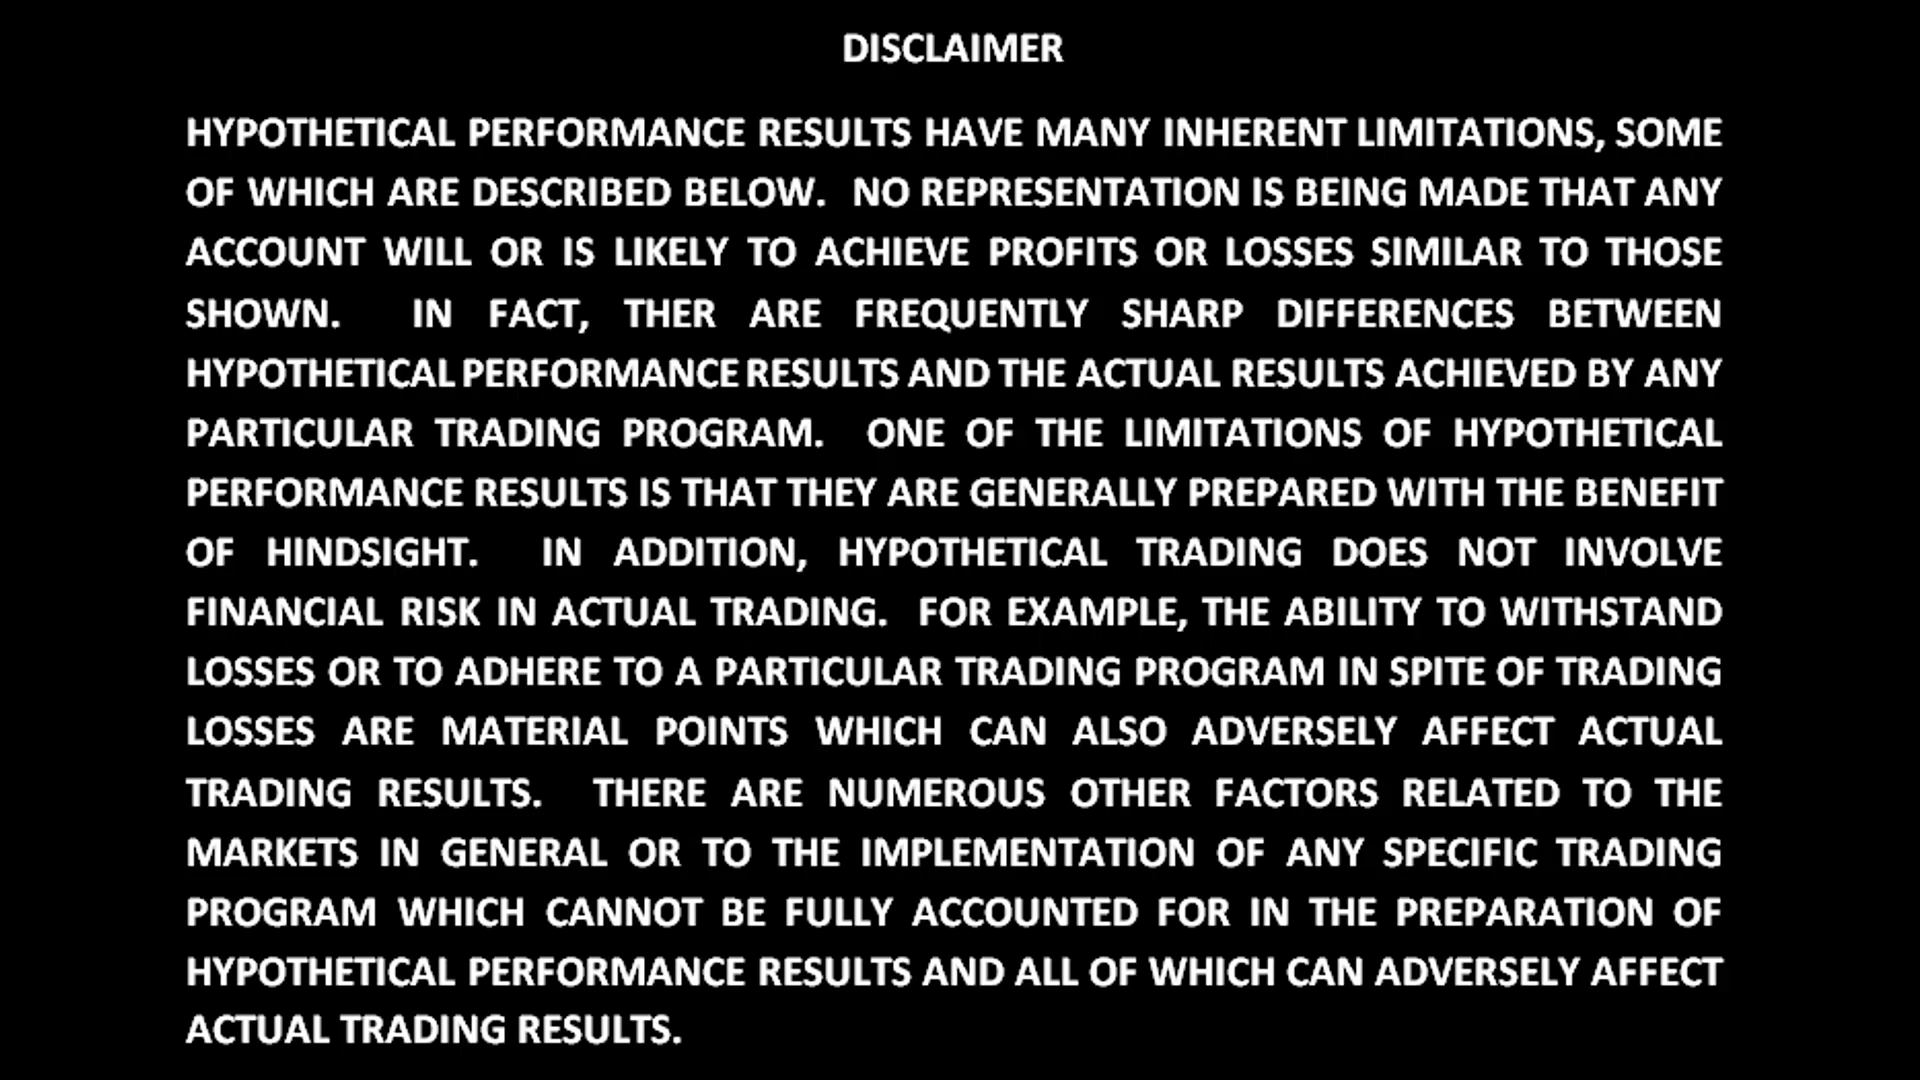 DISCLAIMER
HYPOTHETICAL PERFORMANCE RESULTS HAVE MANY INHERENT LIMITATIONS, SOME
OF WHICH ARE DESCRIBED BELOW. NO REPRESENTATION IS BEING MADE THAT ANY
ACCOUNT WILL OR IS LIKELY TO ACHIEVE PROFITS OR LOSSES SIMILAR TO THOSE
SHOWN. IN FACT, THER ARE FREQUENTLY SHARP DIFFERENCES BETWEEN
HYPOTHETICAL PERFORMANCE RESULTS AND THE ACTUAL RESULTS ACHIEVED BY ANY
PARTICULAR TRADING PROGRAM. ONE OF THE LIMITATIONS OF HYPOTHETICAL
PERFORMANCE RESULTS IS THAT THEY ARE GENERALLY PREPARED WITH THE BENEFIT
OF HINDSIGHT. IN ADDITION, HYPOTHETICAL TRADING DOES NOT INVOLVE
FINANCIAL RISK IN ACTUAL TRADING. FOR EXAMPLE, THE ABILITY TO WITHSTAND
LOSSES OR TO ADHERE TO A PARTICULAR TRADING PROGRAM IN SPITE OF TRADING
LOSSES ARE MATERIAL POINTS WHICH CAN ALSO ADVERSELY AFFECT ACTUAL
TRADING RESULTS. THERE ARE NUMEROUS OTHER FACTORS RELATED TO THE
MARKETS IN GENERAL OR TO THE IMPLEMENTATION OF ANY SPECIFIC TRADING
PROGRAM WHICH CANNOT BE FULLY ACCOUNTED FOR IN THE PREPARATION OF
HYPOTHETICAL PERFORMANCE RESULTS AND ALL OF WHICH CAN ADVERSELY AFFECT
ACTUAL TRADING RESULTS.